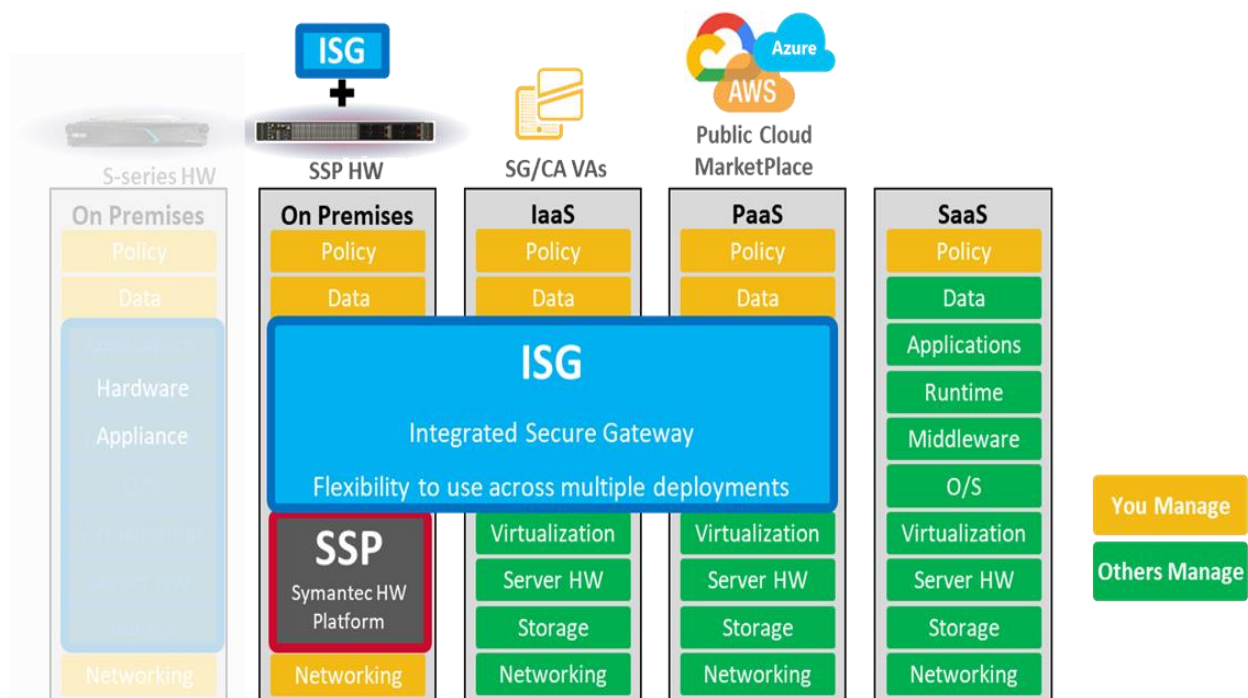 ISG
S-series HW
SSP HW
SG/CA VAs
AWS
Azure
Public Cloud
MarketPlace
On Premises
Policy
Data
Hardware
Appliance
Networking
On Premises
Policy
Data
IaaS
Policy
Data
PaaS
Policy
Data
ISG
Integrated Secure Gateway
Flexibility to use across multiple deployments
SSP
Symantec HW
Platform
Networking
Virtualization
Server HW
Storage
Networking
Virtualization
Server HW
Storage
Networking
SaaS
Policy
Data
Applications
Runtime
Middleware
O/S
Virtualization
Server HW
Storage
Networking
You Manage
Others Manage